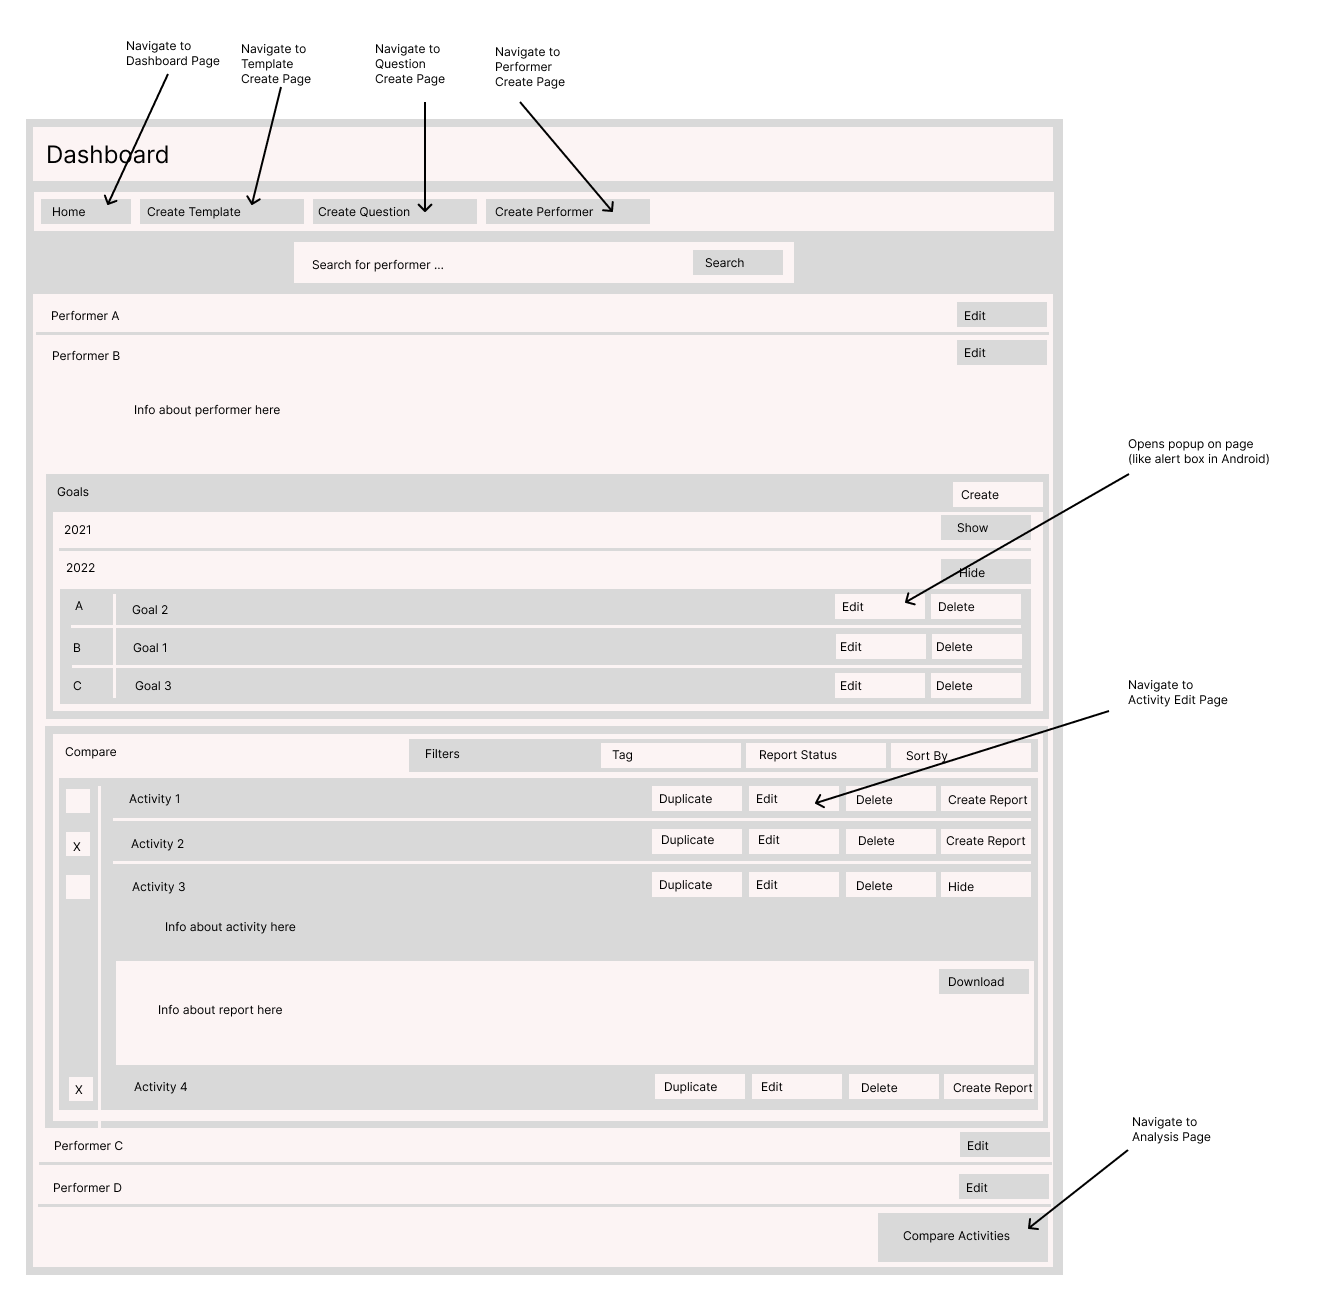 Navigate to
Dashboard Page
Navigate to
Template
Create Page
Navigate to
Question
Create Page
Navigate to
Performer
Create Page
Dashboard
Home
Create Template
Create Question
Create Performer
Search for performer ...
Search
Performer A
Edit
Performer B
Edit
Info about performer here
Opens popup on page
(like alert box in Android)
Goals
Create
2021
Show
2022
Hide
A
Goal 2
Edit
Delete
B
Goal 1
Edit
Delete
C
Goal 3
Edit
Delete
Navigate to
Activity Edit Page
Compare
Filters
Tag
Report Status
Sort By
Activity 1
Duplicate
Edit
Delete
Create Report
X
Activity 2
Duplicate
Edit
Delete
Create Report
Activity 3
Duplicate
Edit
Delete
Hide
Info about activity here
Download
Info about report here
X
Activity 4
Duplicate
Edit
Delete
Create Report
Navigate to
Analysis Page
Performer C
Edit
Performer D
Edit
Compare Activities